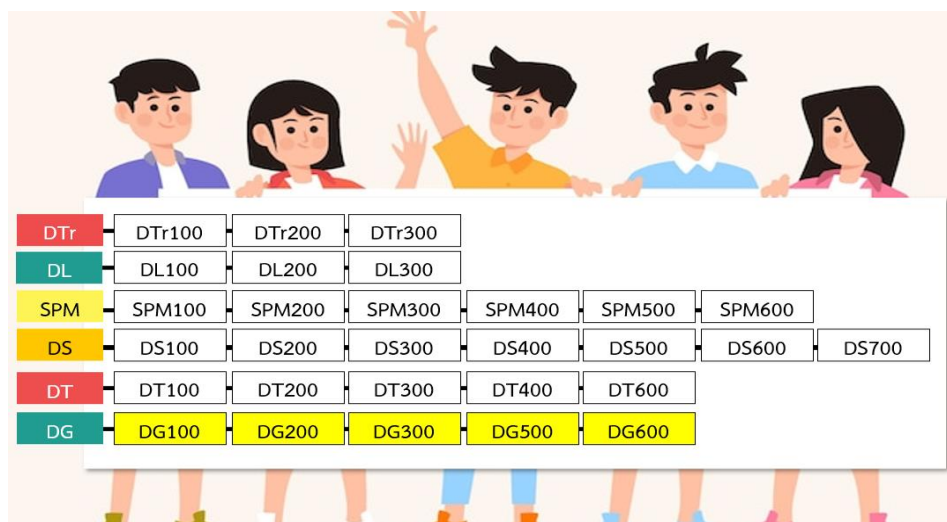 DTr DTr100 DTr200 DTr300
DL DL100 DL200 DL300
SPM SPM100 SPM200 SPM300 SPM400 SPM500 SPM600
DS DS100 DS200 DS300 DS400 DS500 DS600 DS700
DT DT100 DT200 DT300 DT400 DT600
DG DG100 DG200 DG300 DG500 DG600